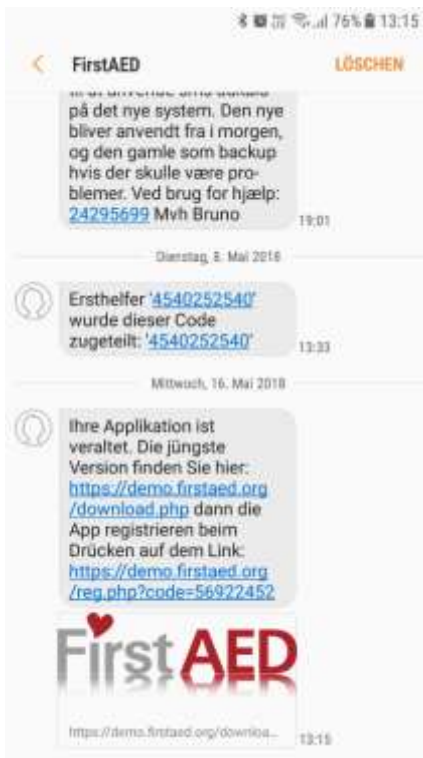 76% 13:15
FirstAED
LÖSCHEN
på det nye system. Den nye
bliver anvendt fra i morgen,
og den gamle som backup
hvis der skulle være pro-
blemer. Ved brug for hjælp:
24295699 Mvh Bruno
19:01
Dienstag, 8. Mai 2018
Ersthelfer '4540252540'
wurde dieser Code
zugeteilt: '4540252540'
13:33
Mittwoch, 16. Mai 2018
Ihre Applikation ist
veraltet. Die jüngste
Version finden Sie hier:
https://demo.firstaed.org
/download.php dann die
App registrieren beim
Drücken auf dem Link:
https://demo.firstaed.org
/reg.php?code=56922452
First AED
https://demo.firstaed.org/downloa...
13:15